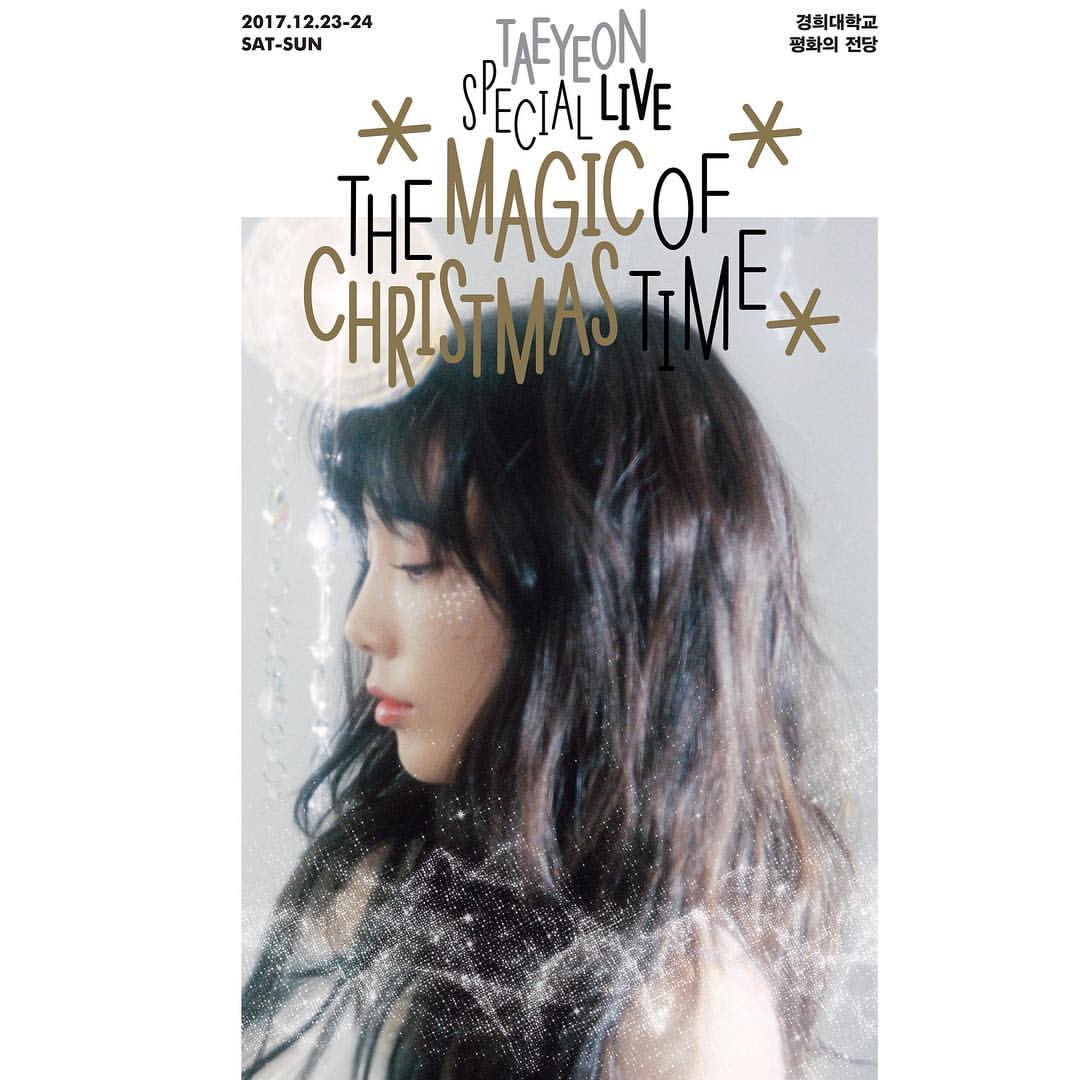 2017.12.23-24
SAT-SUN
경희대학교
평화의 전당
TAEYEON
SPECIAL LIVE
THE MAGIC OF
CHRISTMAS TIME